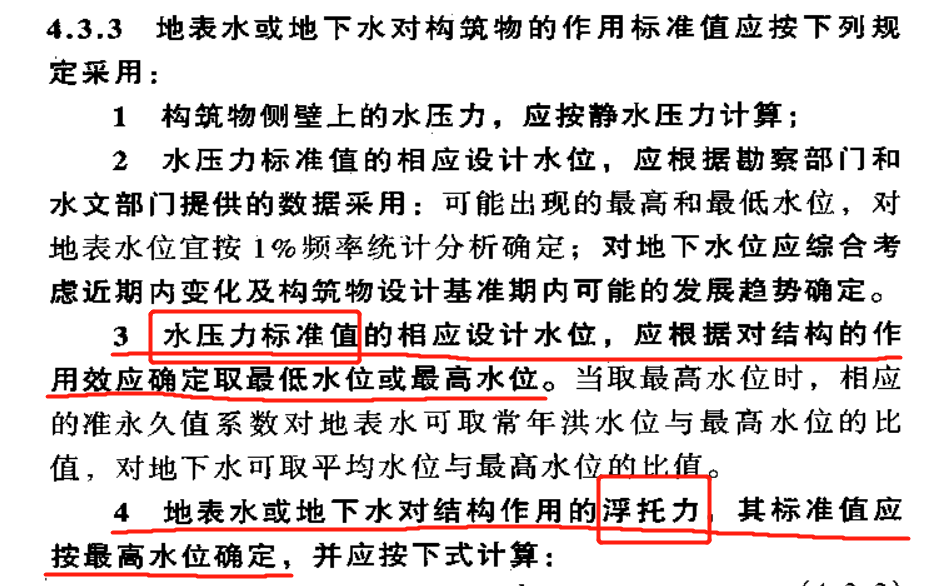 4.3.3 地表水或地下水对构筑物的作用标准值应按下列规
定采用：
1 构筑物侧壁上的水压力，应按静水压力计算；
2 水压力标准值的相应设计水位，应根据勘察部门和
水文部门提供的数据采用：可能出现的最高和最低水位，对
地表水位宜按1%频率统计分析确定；对地下水位应综合考
虑近期内变化及构筑物设计基准期内可能的发展趋势确定。
3 水压力标准值的相应设计水位，应根据对结构的作
用效应确定取最低水位或最高水位。当取最高水位时，相应
的准永久值系数对地表水可取常年洪水位与最高水位的比
值，对地下水可取平均水位与最高水位的比值。
4 地表水或地下水对结构作用的浮托力，其标准值应
按最高水位确定，并应按下式计算：